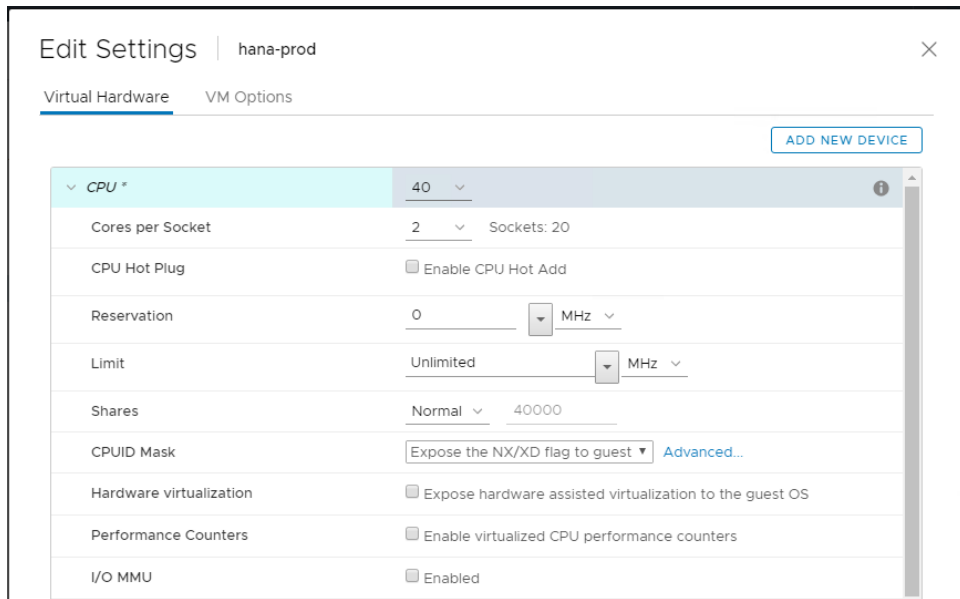 Edit Settings hana-prod
Virtual Hardware VM Options
ADD NEW DEVICE
CPU * 40
Cores per Socket 2 Sockets: 20
CPU Hot Plug Enable CPU Hot Add
Reservation 0 MHz
Limit Unlimited MHz
Shares Normal 40000
CPUID Mask Expose the NX/XD flag to guest Advanced...
Hardware virtualization Expose hardware assisted virtualization to the guest OS
Performance Counters Enable virtualized CPU performance counters
I/O MMU Enabled